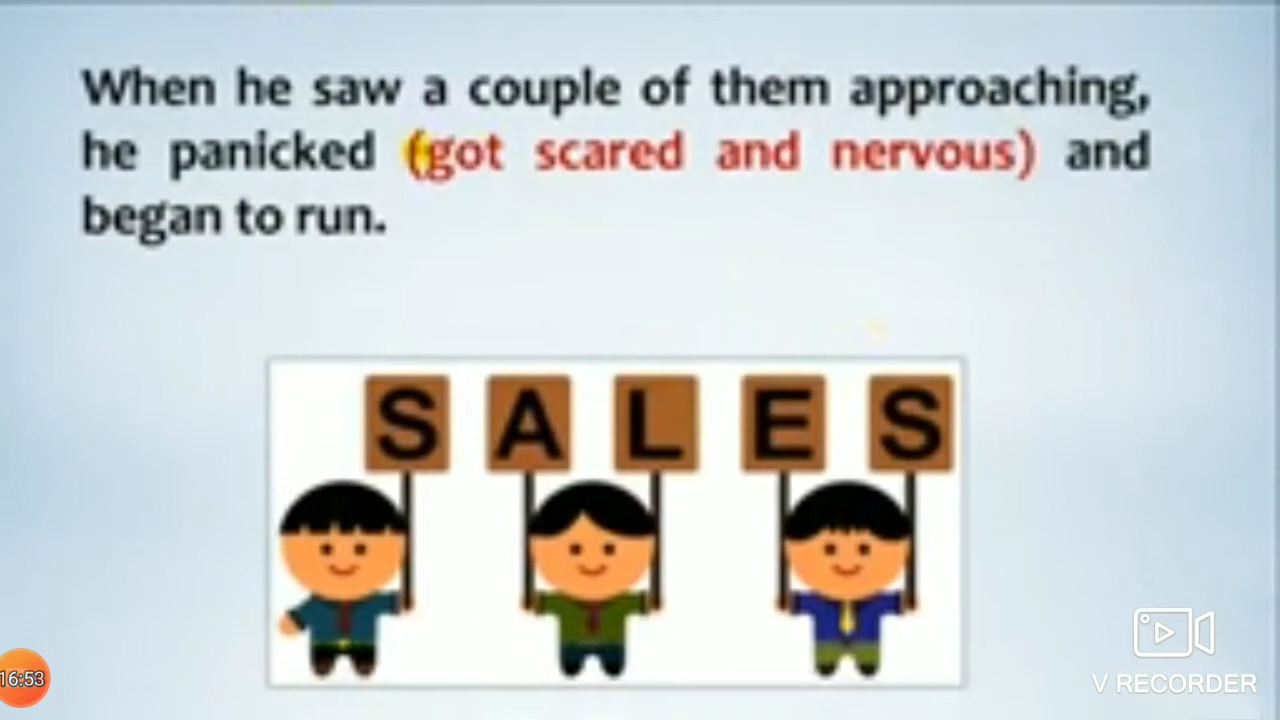 When he saw a couple of them approaching,
he panicked (got scared and nervous) and
began to run.
S A L E S
16:53
V RECORDER